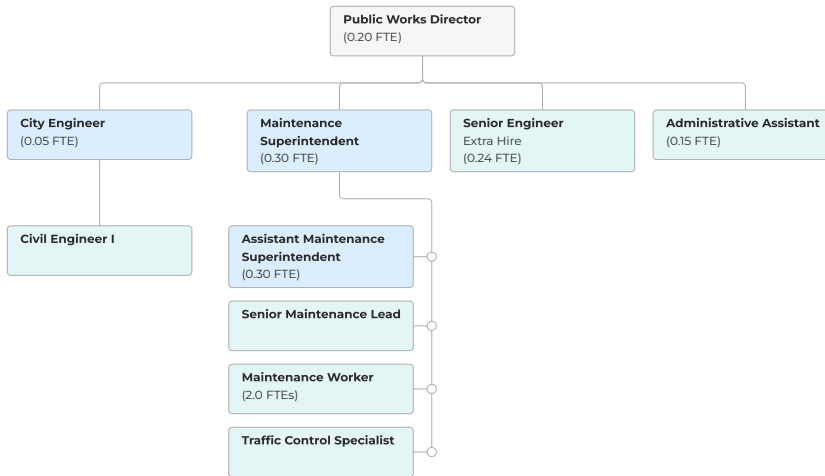 Public Works Director
(0.20 FTE)
City Engineer
(0.05 FTE)
Maintenance
Superintendent
(0.30 FTE)
Senior Engineer
Extra Hire
(0.24 FTE)
Administrative Assistant
(0.15 FTE)
Civil Engineer I
Assistant Maintenance
Superintendent
(0.30 FTE)
Senior Maintenance Lead
Maintenance Worker
(2.0 FTEs)
Traffic Control Specialist